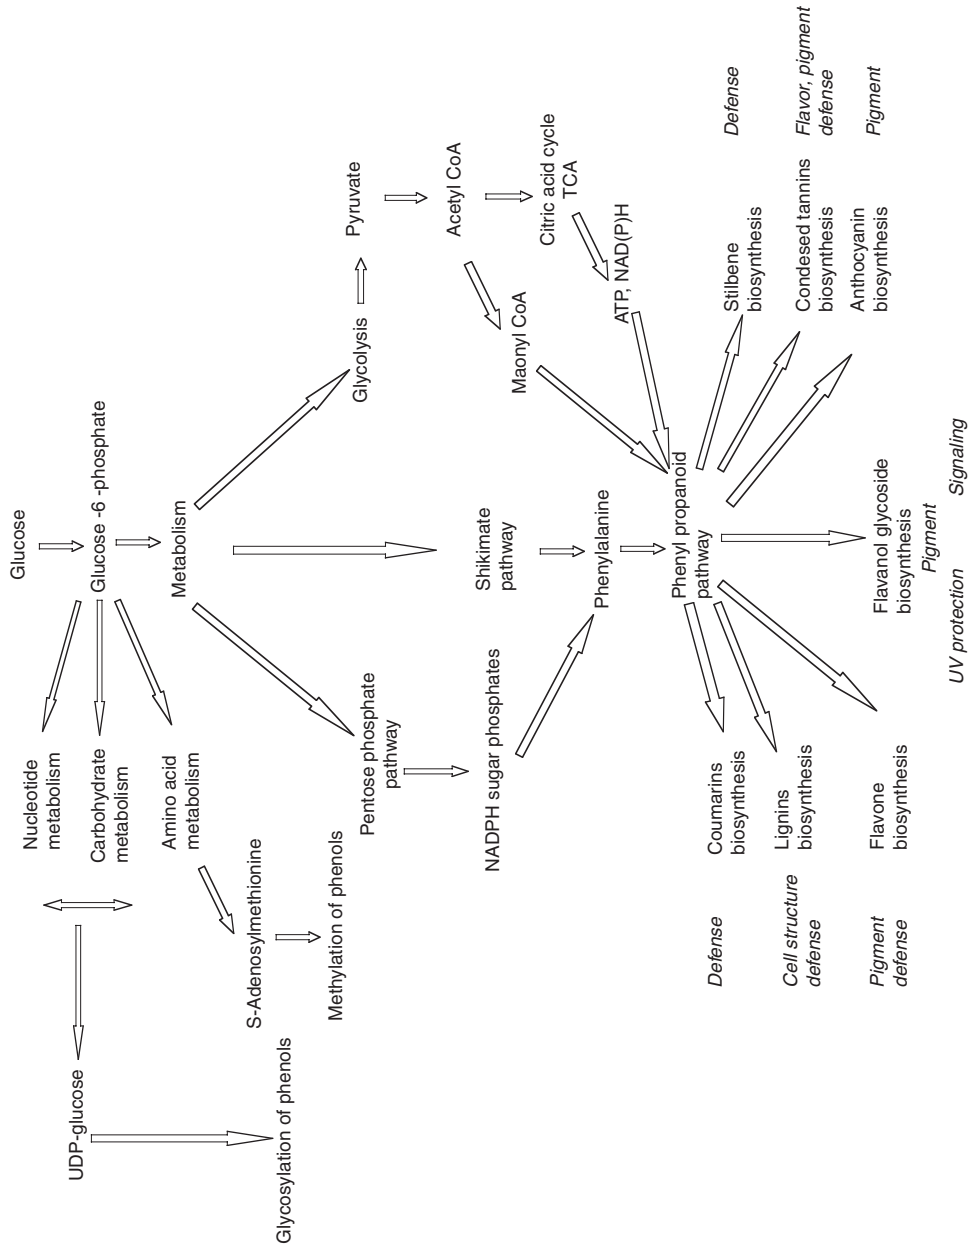 Glucose
Glucose -6 -phosphate
Nucleotide
metabolism
Carbohydrate
metabolism
Amino acid
metabolism
Metabolism
UDP-glucose
S-Adenosylmethionine
Glycosylation of phenols
Methylation of phenols
Pentose phosphate
pathway
Glycolysis
Pyruvate
Acetyl CoA
Shikimate
pathway
NADPH sugar phosphates
Maonyl CoA
Citric acid cycle
TCA
Phenylalanine
ATP, NAD(P)H
Phenyl propanoid
pathway
Defense
Coumarins
biosynthesis
Stilbene
biosynthesis
Defense
Cell structure
defense
Lignins
biosynthesis
Condesed tannins
biosynthesis
Flavor, pigment
defense
Pigment
defense
Flavone
biosynthesis
Flavanol glycoside
biosynthesis
Pigment
Anthocyanin
biosynthesis
Pigment
UV protection
Signaling